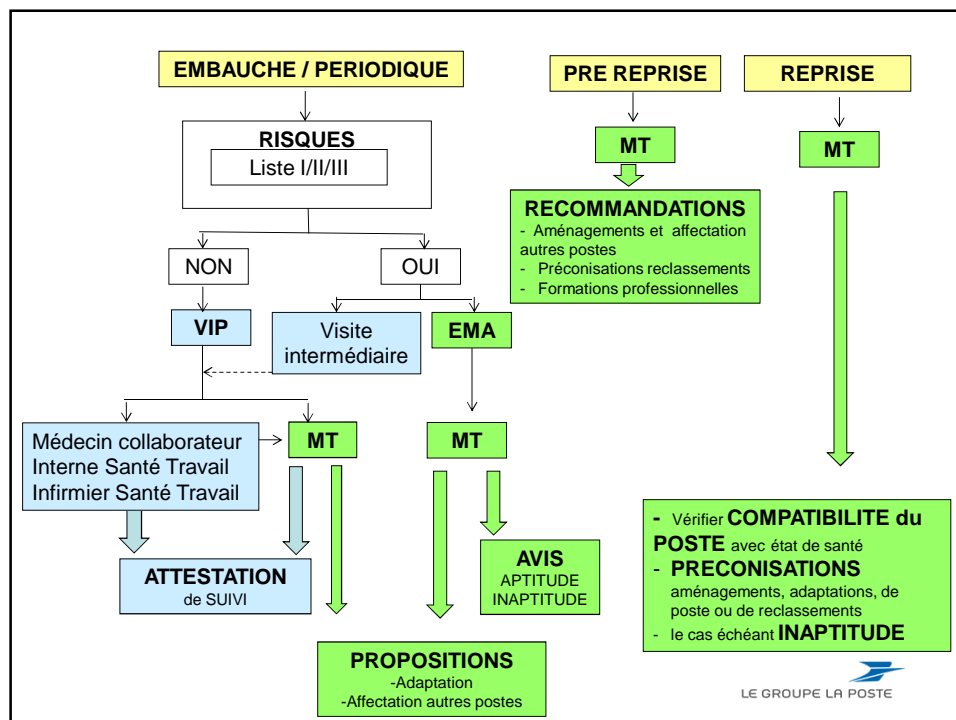 EMBAUCHE / PERIODIQUE
PRE REPRISE
REPRISE
RISQUES
Liste I/II/III
MT
MT
RECOMMANDATIONS
- Aménagements et affectation
autres postes
- Préconisations reclassements
- Formations professionnelles
NON
OUI
VIP
Visite
intermédiaire
EMA
Médecin collaborateur
Interne Santé Travail
Infirmier Santé Travail
MT
MT
ATTESTATION
de SUIVI
AVIS
APTITUDE
INAPTITUDE
- Vérifier COMPATIBILITE du
POSTE avec état de santé
- PRECONISATIONS
aménagements, adaptations, de
poste ou de reclassements
- le cas échéant INAPTITUDE
PROPOSITIONS
-Adaptation
-Affectation autres postes
LE GROUPE LA POSTE